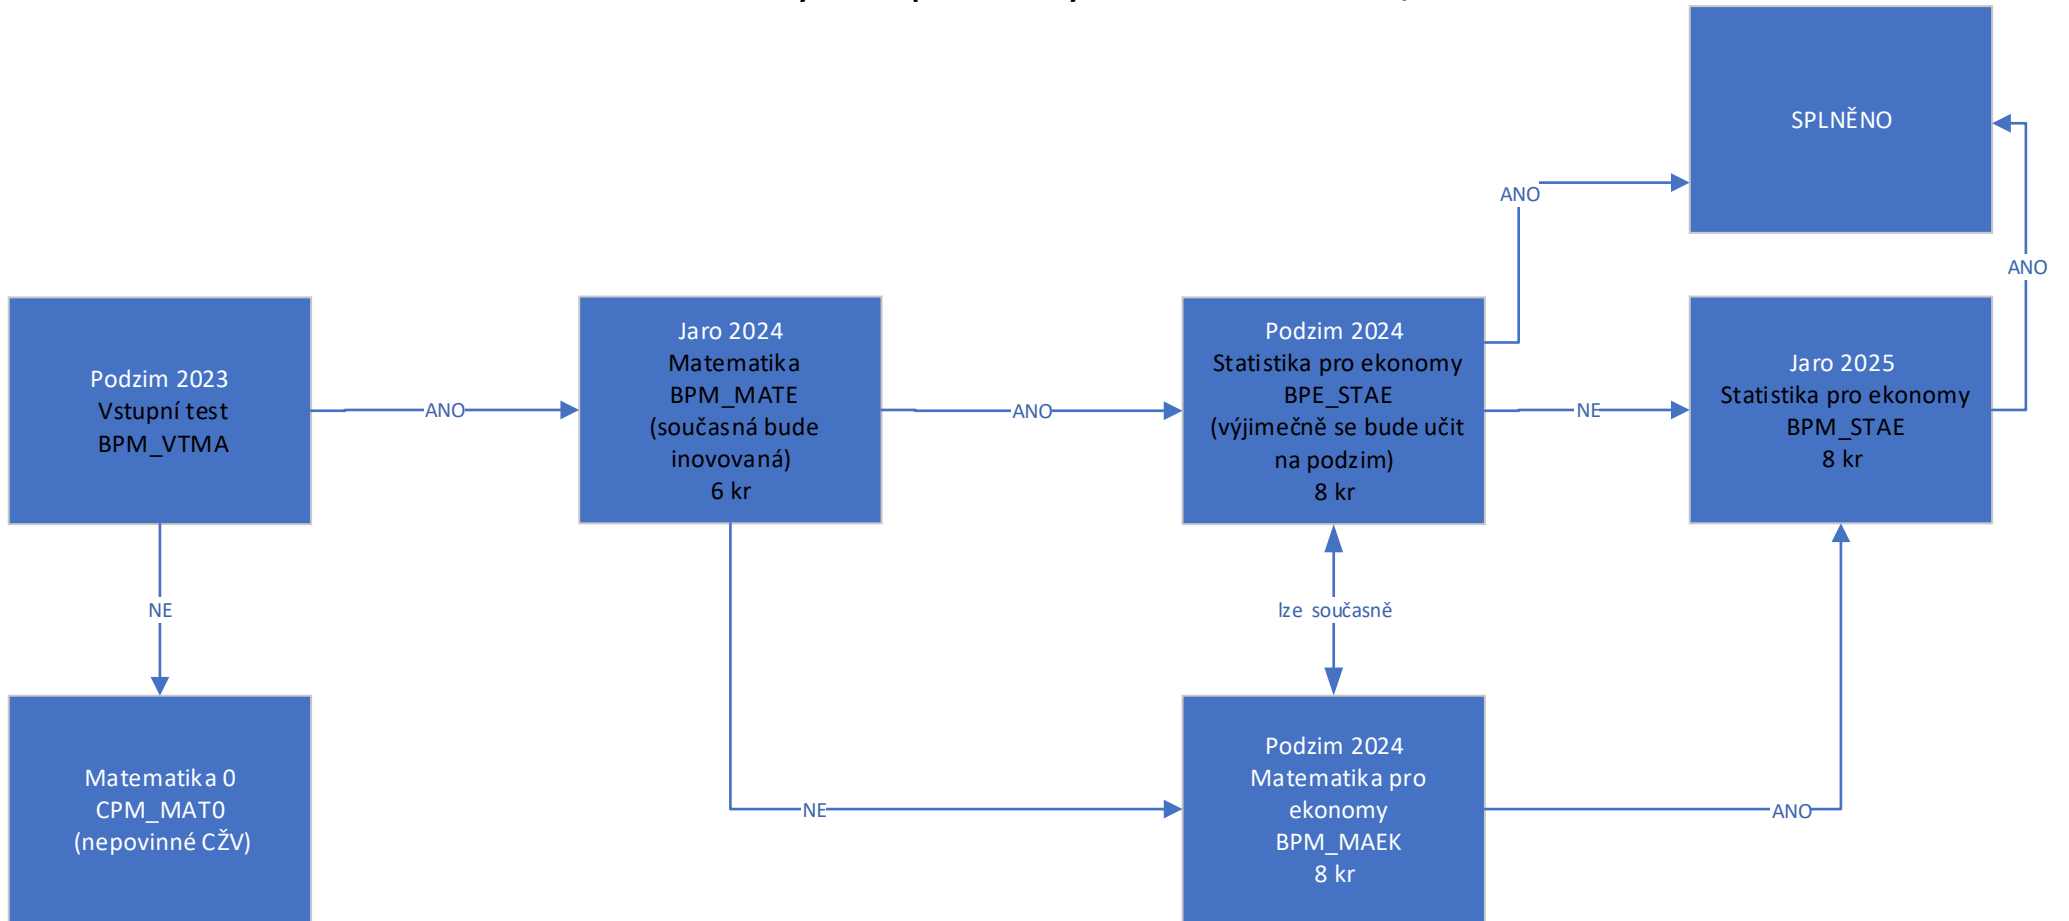 SPLNĚNO
ANO
ANO
Podzim 2023
Vstupní test
BPM_VTMA
ANO
Jaro 2024
Matematika
BPM_MATE
(současná bude
inovovaná)
6 kr
ANO
Podzim 2024
Statistika pro ekonomy
BPE_STAE
(výjimečně se bude učit
na podzim)
8 kr
NE
Jaro 2025
Statistika pro ekonomy
BPM_STAE
8 kr
NE
lze současně
Matematika 0
CPM_MAT0
(nepovinné CŽV)
NE
Podzim 2024
Matematika pro
ekonomy
BPM_MAEK
8 kr
ANO